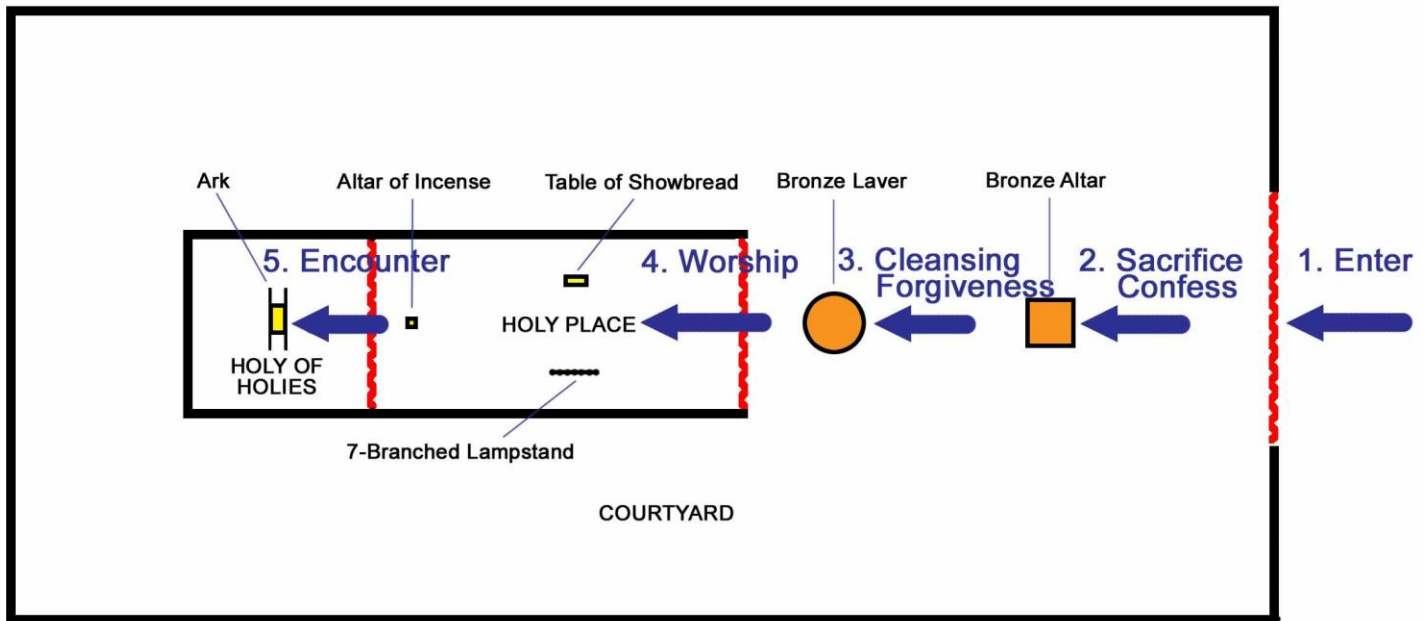 Ark
Altar of Incense
Table of Showbread
Bronze Laver
Bronze Altar
5. Encounter
4. Worship
3. Cleansing
Forgiveness
2. Sacrifice
Confess
1. Enter
HOLY PLACE
HOLY OF
HOLIES
7-Branched Lampstand
COURTYARD